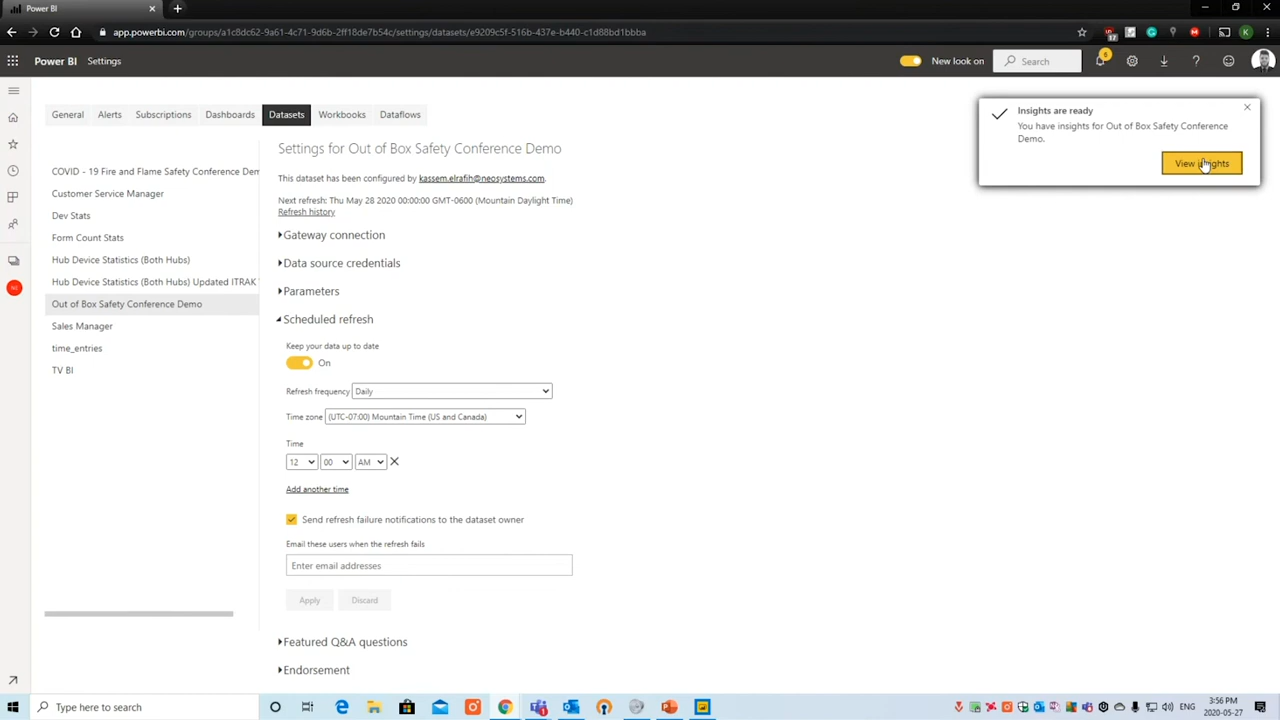 Power BI
app.powerbi.com/groups/a1c8dc62-9a61-4c71-9d6b-2ff18de7b54c/settings/datasets/e9209c5f-516b-437e-b440-c1d88bd1bbba
Power BI Settings
New look on
Search
6
General Alerts Subscriptions Dashboards Datasets Workbooks Dataflows
Insights are ready
You have insights for Out of Box Safety Conference
Demo.
View insights
COVID - 19 Fire and Flame Safety Conference Dem
Customer Service Manager
Dev Stats
Form Count Stats
Hub Device Statistics (Both Hubs)
Hub Device Statistics (Both Hubs) Updated ITRAK
Out of Box Safety Conference Demo
Sales Manager
time_entries
TV BI
Settings for Out of Box Safety Conference Demo
This dataset has been configured by kassem.elrafih@neosystems.com.
Next refresh: Thu May 28 2020 00:00:00 GMT-0600 (Mountain Daylight Time)
Refresh history
Gateway connection
Data source credentials
Parameters
Scheduled refresh
Keep your data up to date
On
Refresh frequency Daily
Time zone (UTC-07:00) Mountain Time (US and Canada)
Time
12 00 AM
Add another time
Send refresh failure notifications to the dataset owner
Email these users when the refresh fails
Enter email addresses
Apply Discard
Featured Q&A questions
Endorsement
Type here to search
ENG
3:56 PM
2020-05-27